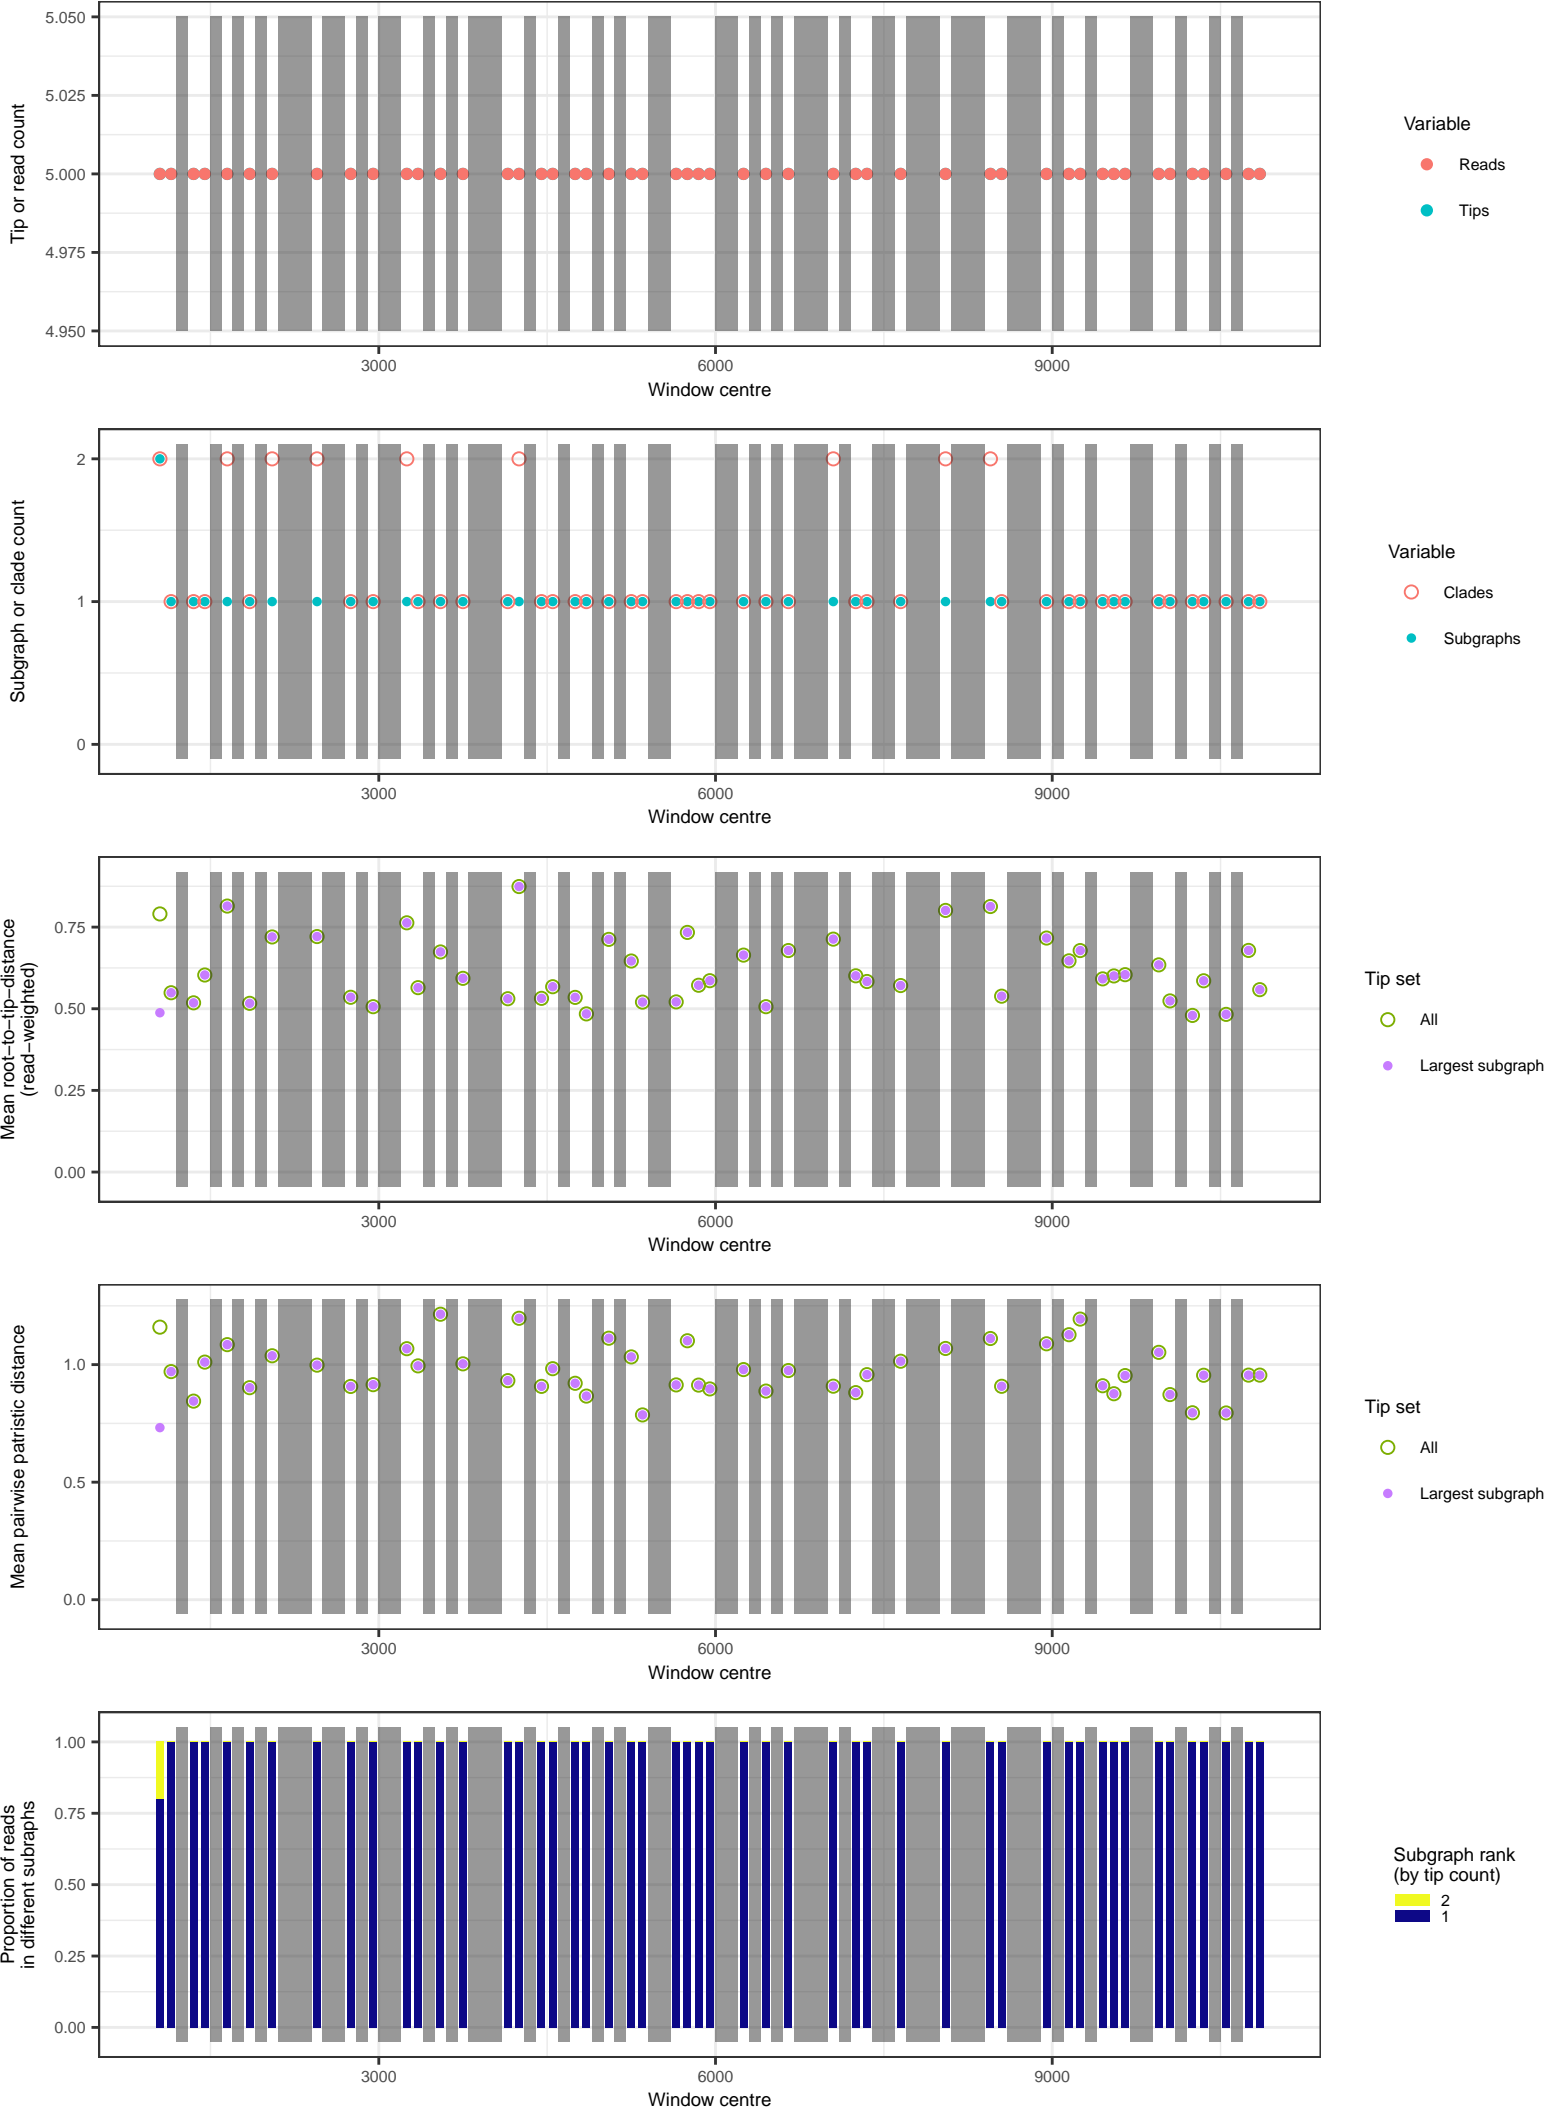 5.050
5.025
5.000
4.975
4.950
Tip or read count
3000 6000 9000
Window centre
Variable
Reads
Tips
2
1
0
Subgraph or clade count
3000 6000 9000
Window centre
Variable
Clades
Subgraphs
0.75
0.50
0.25
0.00
Mean root−to−tip−distance
(read−weighted)
3000 6000 9000
Window centre
Tip set
All
Largest subgraph
1.0
0.5
0.0
Mean pairwise patristic distance
3000 6000 9000
Window centre
Tip set
All
Largest subgraph
1.00
0.75
0.50
0.25
0.00
Proportion of reads
in different subraphs
3000 6000 9000
Window centre
Subgraph rank
(by tip count)
2
1